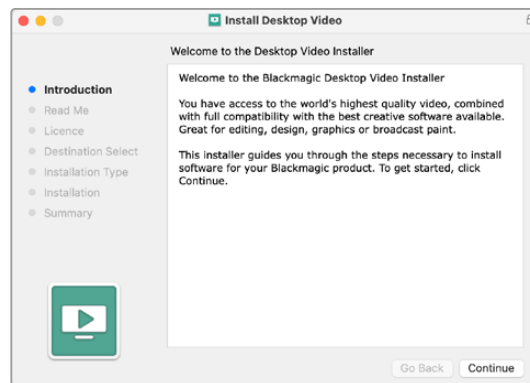 Install Desktop Video
Welcome to the Desktop Video Installer
Introduction
Read Me
Licence
Destination Select
Installation Type
Installation
Summary
Welcome to the Blackmagic Desktop Video Installer
You have access to the world's highest quality video, combined
with full compatibility with the best creative software available.
Great for editing, design, graphics or broadcast paint.
This installer guides you through the steps necessary to install
software for your Blackmagic product. To get started, click
Continue.
Go Back
Continue